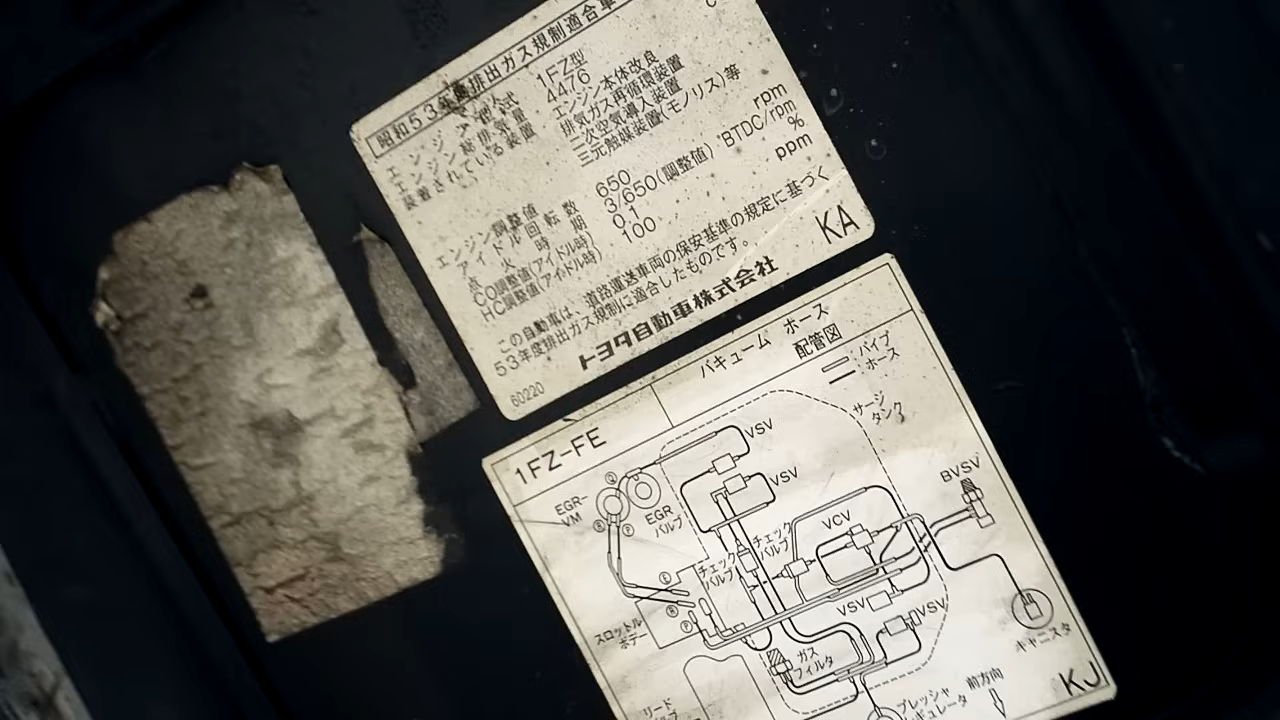 昭和53年度排出ガス規制適合車
エンジン型式 1FZ型
エンジン総排気量 4476
装着されている装置 エンジン本体改良
排気ガス再循環装置
二次空気導入装置
三元触媒装置(モノリス)等
エンジン調整値
アイドル回転数 650 rpm
点火時期 3/650(調整値) °BTDC/rpm
CO調整値(アイドル時) 0.1 %
HC調整値(アイドル時) 100 ppm
この自動車は、道路運送車両の保安基準の規定に基づく
53年度排出ガス規制に適合したものです。
トヨタ自動車株式会社
KA
60220
1FZ-FE
バキューム ホース
配管図
パイプ
ホース
サージ
タンク
VSV
VSV
EGR-
VM
EGR
バルブ
BVSV
チェック
バルブ
VCV
チェック
バルブ
VSV
VSV
スロットル
ボデー
キャニスタ
ガス
フィルタ
前方向
KJ
プレッシャ
リード